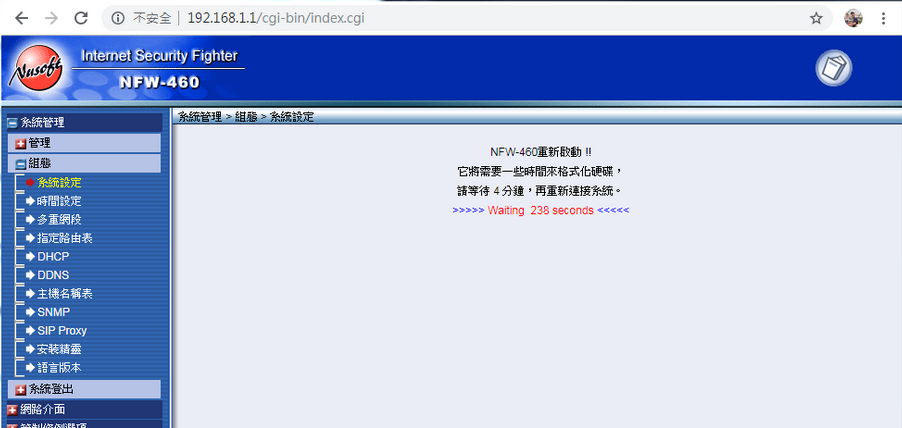 不安全 | 192.168.1.1/cgi-bin/index.cgi
Nusoft
Internet Security Fighter
NFW-460
系統管理
管理
組態
系統設定
時間設定
多重網段
指定路由表
DHCP
DDNS
主機名稱表
SNMP
SIP Proxy
安裝精靈
語言版本
系統登出
網路介面
管制條例選項
系統管理 > 組態 > 系統設定
NFW-460重新啟動 !!
它將需要一些時間來格式化硬碟，
請等待 4 分鐘，再重新連接系統。
>>>>> Waiting 238 seconds <<<<<